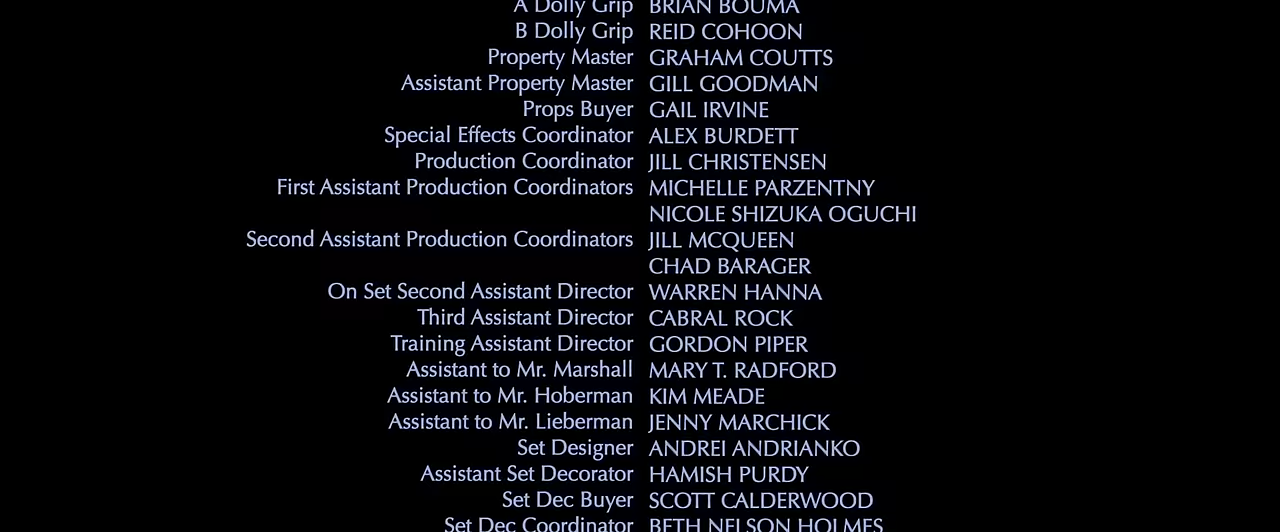 A Dolly Grip BRIAN BOUMA
B Dolly Grip REID COHOON
Property Master GRAHAM COUTTS
Assistant Property Master GILL GOODMAN
Props Buyer GAIL IRVINE
Special Effects Coordinator ALEX BURDETT
Production Coordinator JILL CHRISTENSEN
First Assistant Production Coordinators MICHELLE PARZENTNY
NICOLE SHIZUKA OGUCHI
Second Assistant Production Coordinators JILL MCQUEEN
CHAD BARAGER
On Set Second Assistant Director WARREN HANNA
Third Assistant Director CABRAL ROCK
Training Assistant Director GORDON PIPER
Assistant to Mr. Marshall MARY T. RADFORD
Assistant to Mr. Hoberman KIM MEADE
Assistant to Mr. Lieberman JENNY MARCHICK
Set Designer ANDREI ANDRIANKO
Assistant Set Decorator HAMISH PURDY
Set Dec Buyer SCOTT CALDERWOOD
Set Dec Coordinator BETH NELSON HOLMES